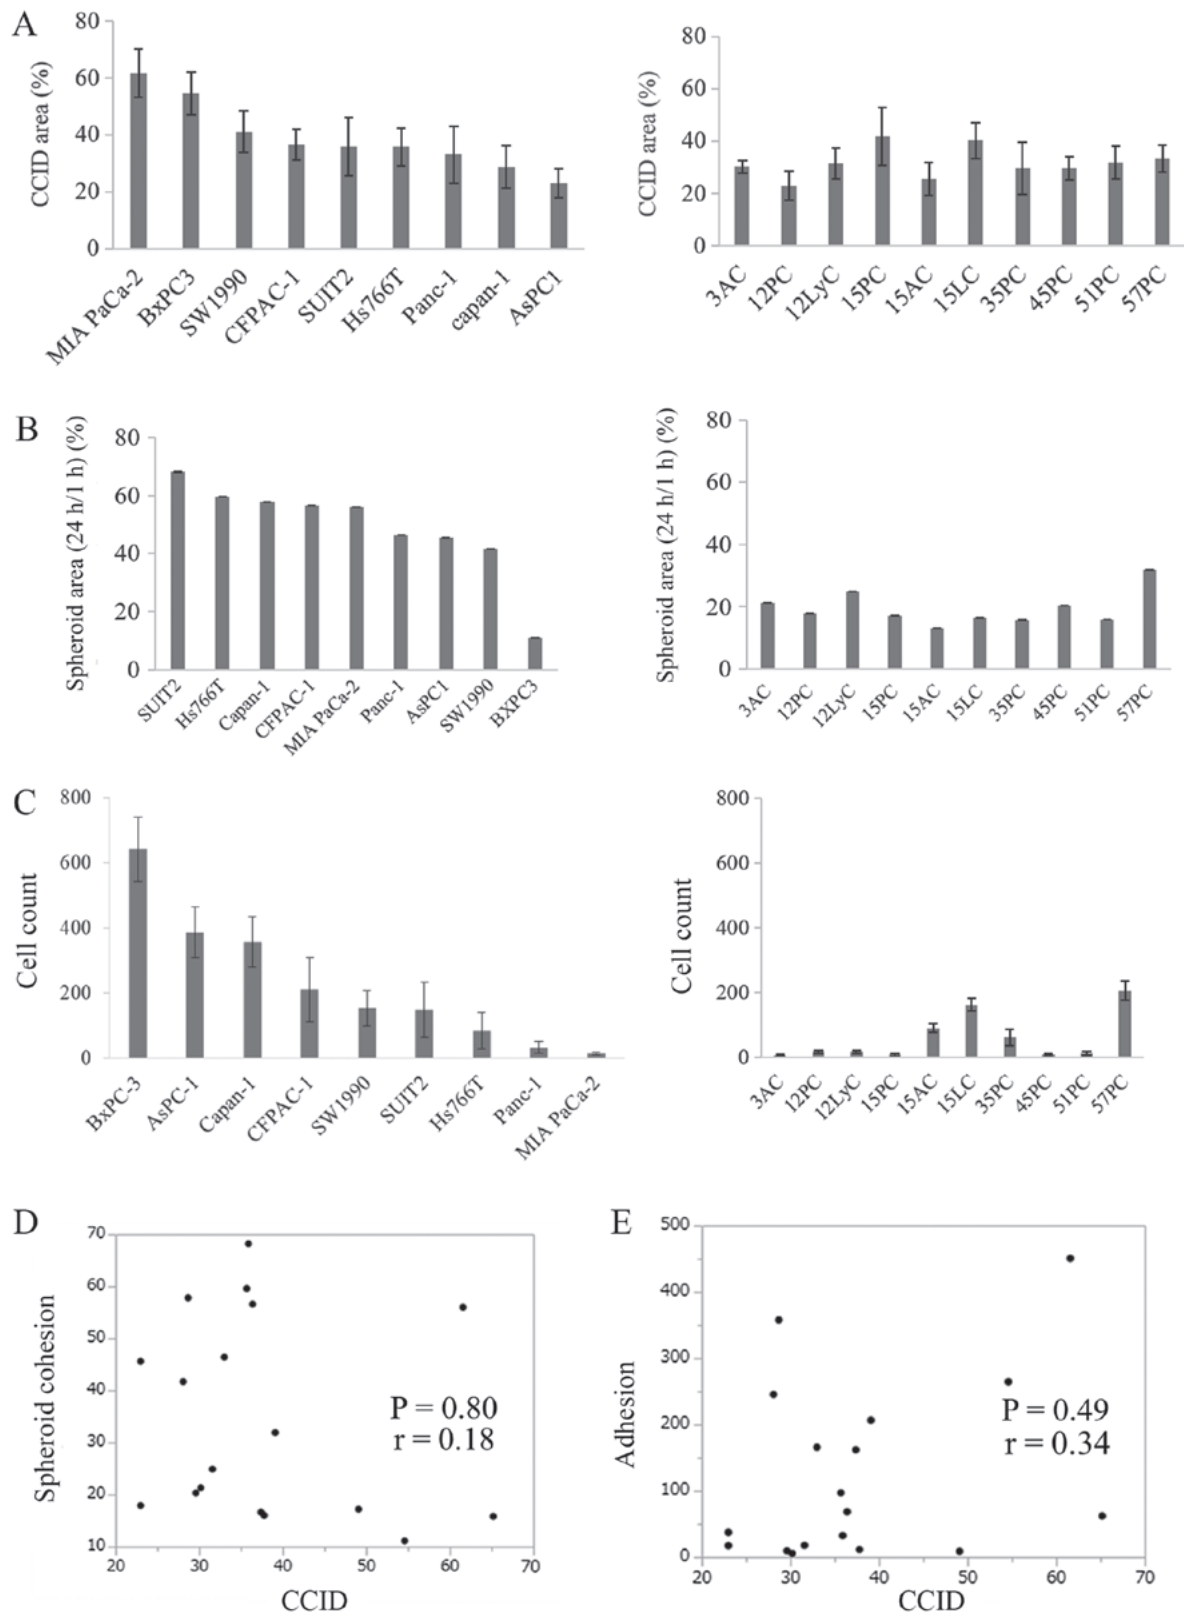 A
CCID area (%)
80
60
40
20
0
MIA PaCa-2
BxPC3
SW1990
CFPAC-1
SUIT2
Hs766T
Panc-1
capan-1
AsPC1
CCID area (%)
80
60
40
20
0
3AC
12PC
12LyC
15PC
15AC
15LC
35PC
45PC
51PC
57PC
B
Spheroid area (24 h/1 h) (%)
80
60
40
20
0
SUIT2
Hs766T
Capan-1
CFPAC-1
MIA PaCa-2
Panc-1
AsPC1
SW1990
BXPC3
Spheroid area (24 h/1 h) (%)
80
60
40
20
0
3AC
12PC
12LyC
15PC
15AC
15LC
35PC
45PC
51PC
57PC
C
Cell count
800
600
400
200
0
BxPC-3
AsPC-1
Capan-1
CFPAC-1
SW1990
SUIT2
Hs766T
Panc-1
MIA PaCa-2
Cell count
800
600
400
200
0
3AC
12PC
12LyC
15PC
15AC
15LC
35PC
45PC
51PC
57PC
D
Spheroid cohesion
70
60
50
40
30
20
10
P = 0.80
r = 0.18
20 30 40 50 60 70
CCID
E
Adhesion
500
400
300
200
100
0
P = 0.49
r = 0.34
20 30 40 50 60 70
CCID